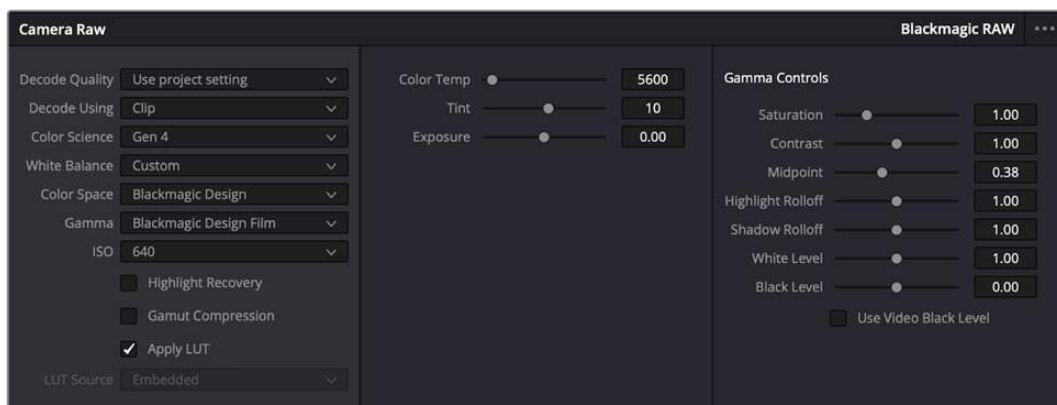 Camera Raw
Blackmagic RAW
Decode Quality Use project setting
Decode Using Clip
Color Science Gen 4
White Balance Custom
Color Space Blackmagic Design
Gamma Blackmagic Design Film
ISO 640
Highlight Recovery
Gamut Compression
Apply LUT
LUT Source Embedded
Color Temp 5600
Tint 10
Exposure 0.00
Gamma Controls
Saturation 1.00
Contrast 1.00
Midpoint 0.38
Highlight Rolloff 1.00
Shadow Rolloff 1.00
White Level 1.00
Black Level 0.00
Use Video Black Level